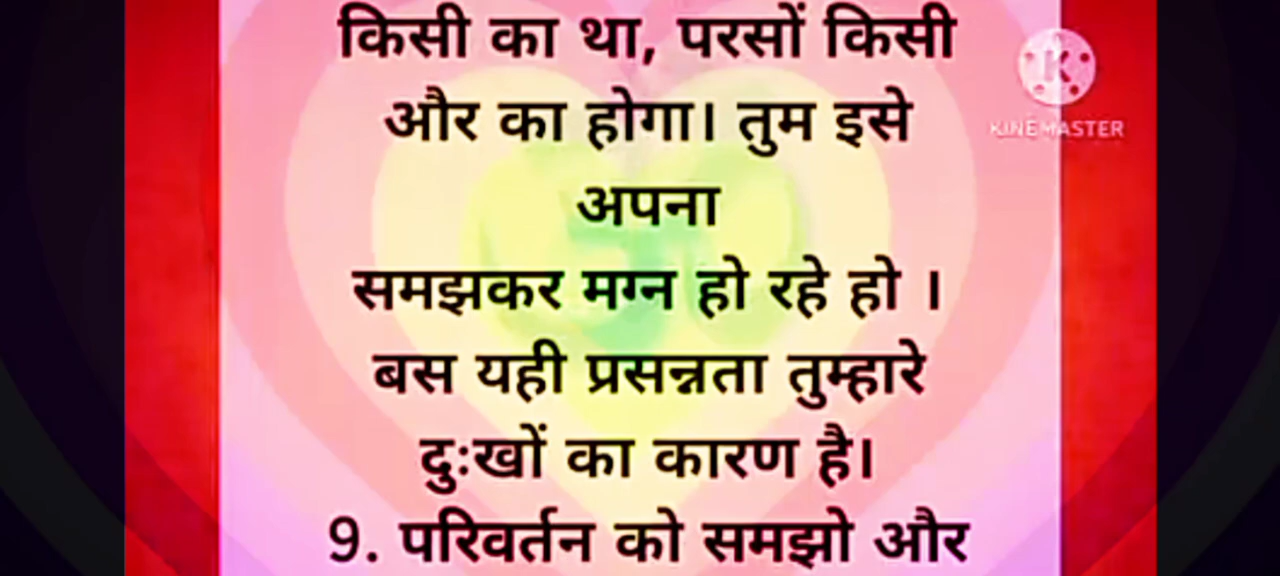 किसी का था, परसों किसी
और का होगा। तुम इसे
अपना
समझकर मग्न हो रहे हो ।
बस यही प्रसन्नता तुम्हारे
दुःखों का कारण है।
9. परिवर्तन को समझो और
KINEMASTER